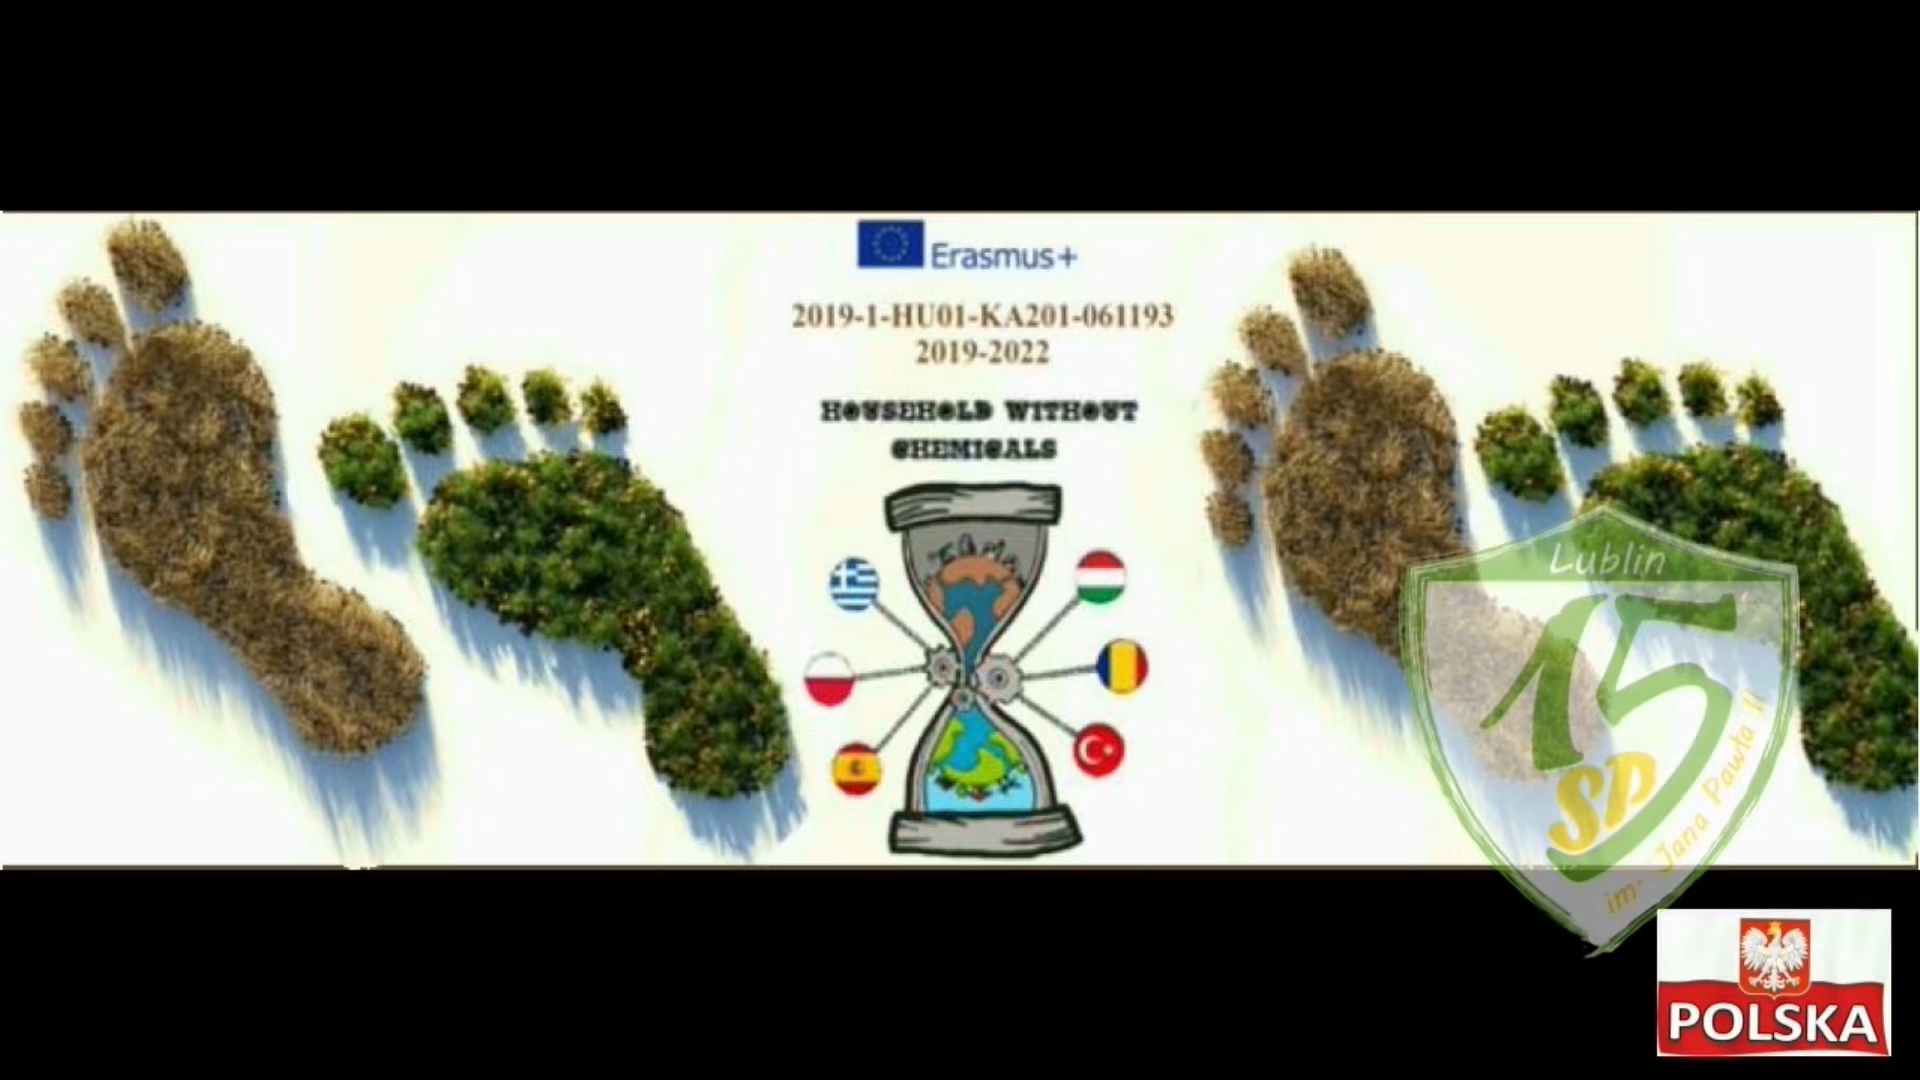 Erasmus+
2019-1-HU01-KA201-061193
2019-2022
HOUSEHOLD WITHOUT
CHEMICALS
Lublin
15
SP
im. Jana Pawła II
POLSKA